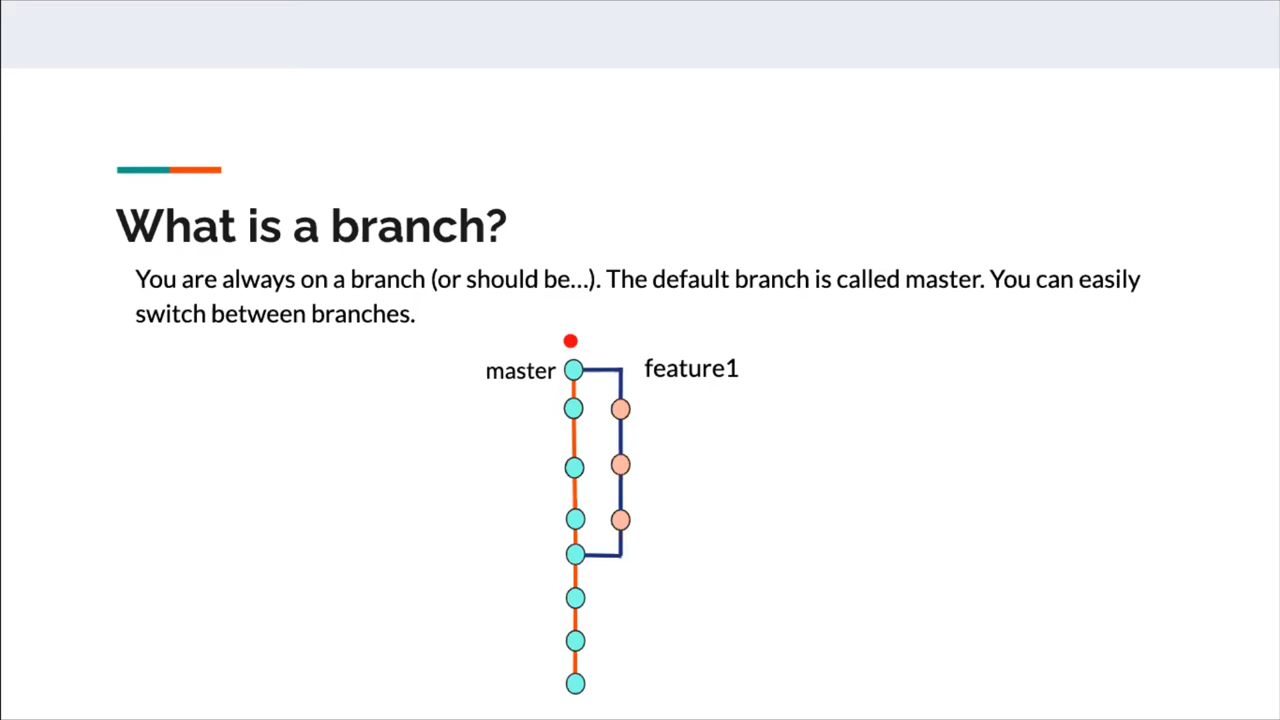 What is a branch?
You are always on a branch (or should be...). The default branch is called master. You can easily
switch between branches.
master
feature1